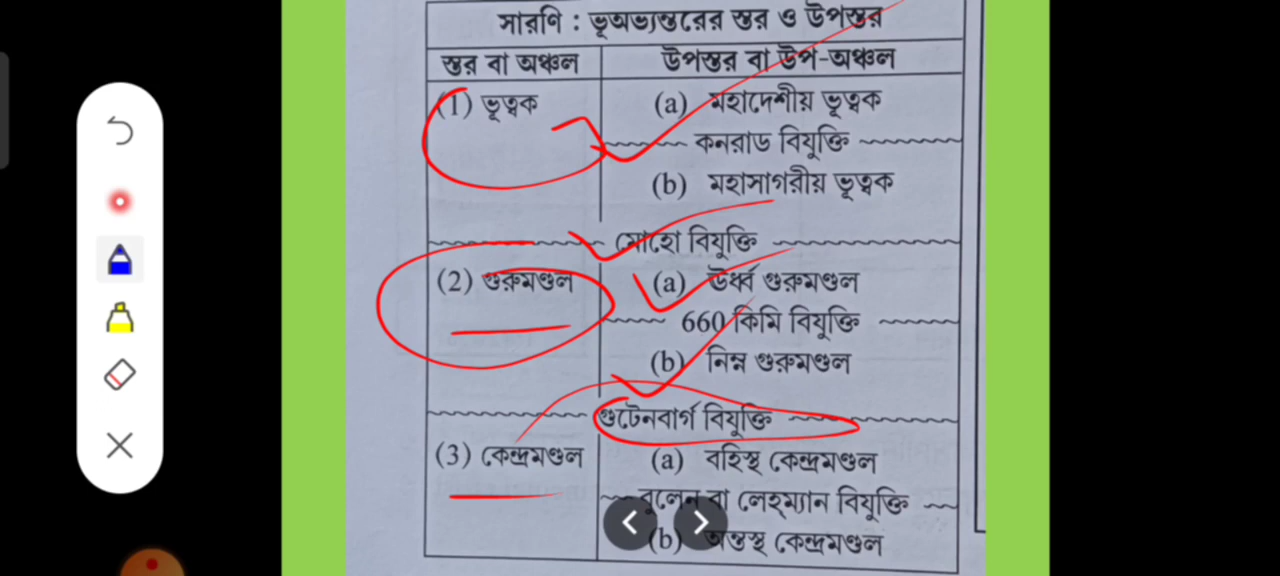 সারণি : ভূঅভ্যন্তরের স্তর ও উপস্তর
স্তর বা অঞ্চল উপস্তর বা উপ-অঞ্চল
(1) ভূত্বক (a) মহাদেশীয় ভূত্বক
কনরাড বিযুক্তি
(b) মহাসাগরীয় ভূত্বক
মোহো বিযুক্তি
(2) গুরুমণ্ডল (a) ঊর্ধ্ব গুরুমণ্ডল
660 কিমি বিযুক্তি
(b) নিম্ন গুরুমণ্ডল
গুটেনবার্গ বিযুক্তি
(3) কেন্দ্রমণ্ডল (a) বহিস্থ কেন্দ্রমণ্ডল
বুলেন বা লেহম্যান বিযুক্তি
(b) অন্তস্থ কেন্দ্রমণ্ডল